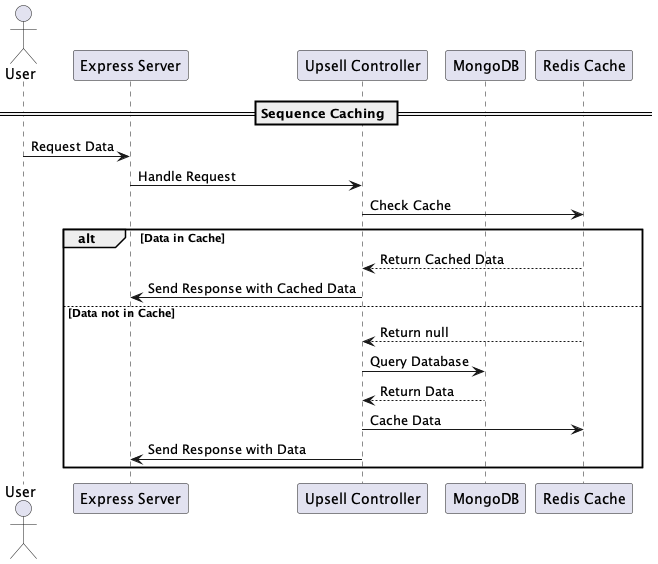 User
Express Server
Upsell Controller
MongoDB
Redis Cache
Sequence Caching
Request Data
Handle Request
Check Cache
alt
[Data in Cache]
Return Cached Data
Send Response with Cached Data
[Data not in Cache]
Return null
Query Database
Return Data
Cache Data
Send Response with Data
User
Express Server
Upsell Controller
MongoDB
Redis Cache